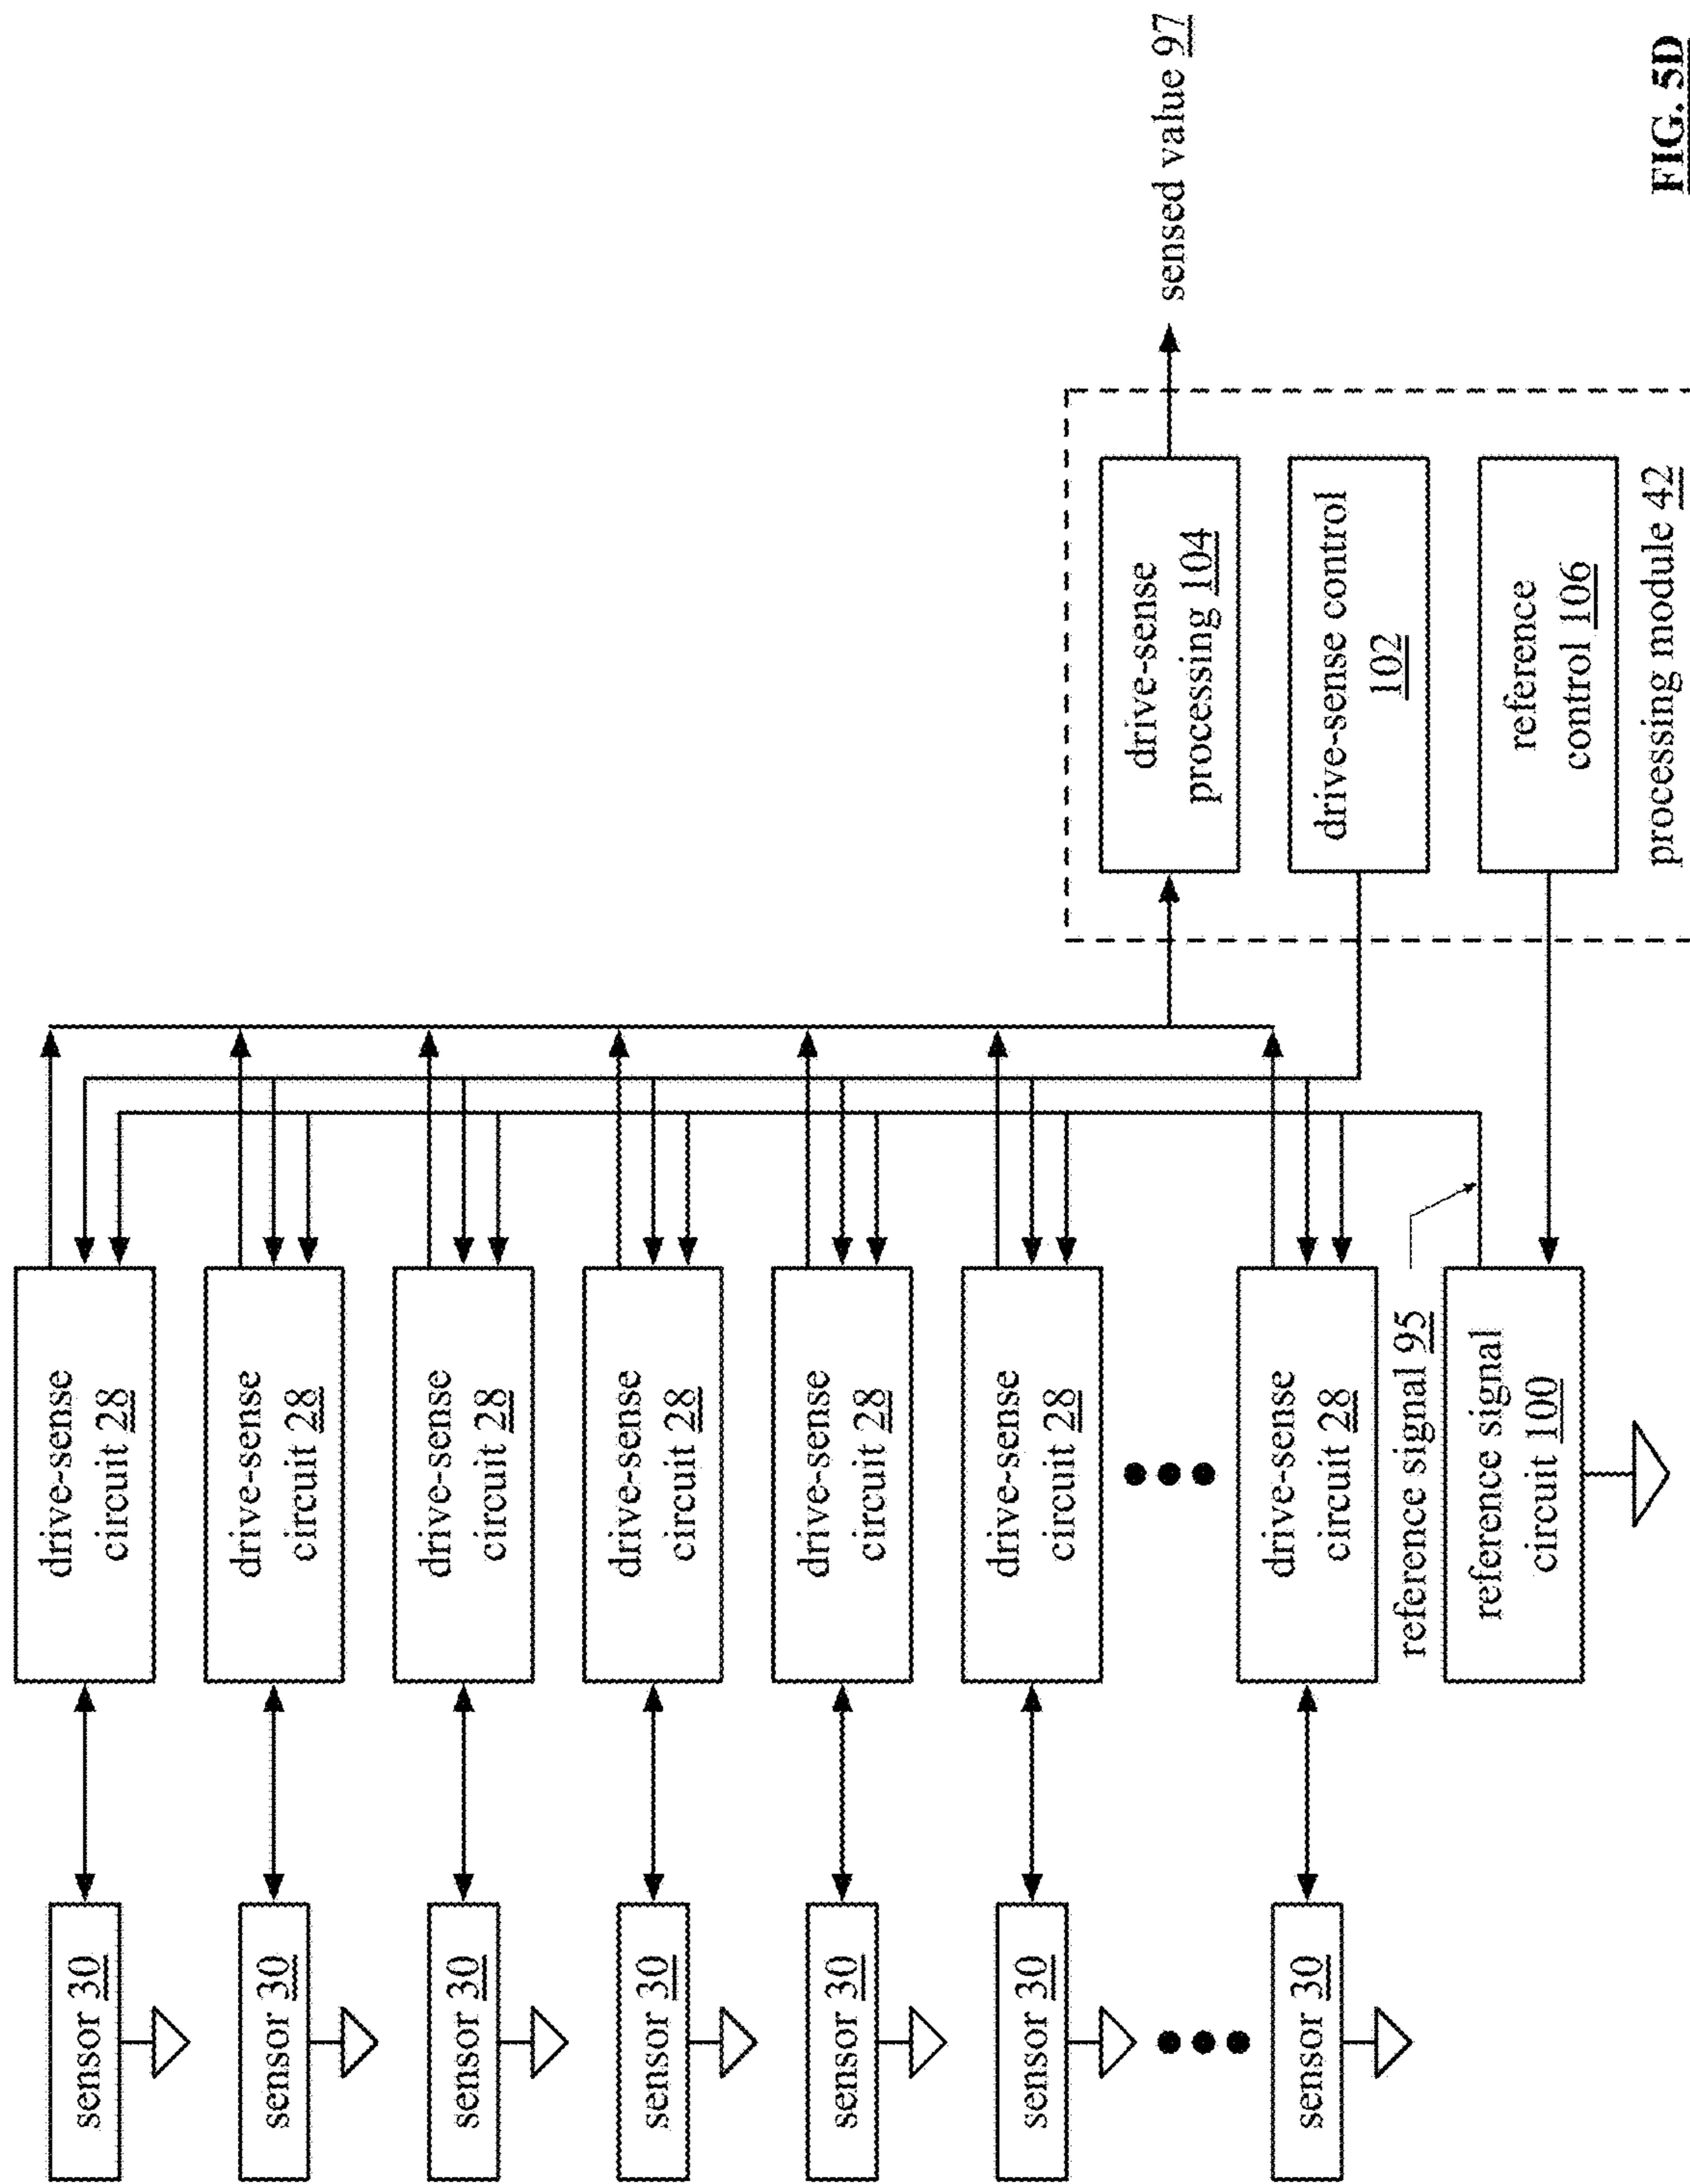 sensor 30
drive-sense
circuit 28
sensor 30
drive-sense
circuit 28
sensor 30
drive-sense
circuit 28
sensor 30
drive-sense
circuit 28
sensor 30
drive-sense
circuit 28
sensor 30
drive-sense
circuit 28
sensor 30
drive-sense
circuit 28
reference signal 95
reference signal
circuit 100
drive-sense
processing 104
sensed value 97
drive-sense control
102
reference
control 106
processing module 42
FIG. 5D